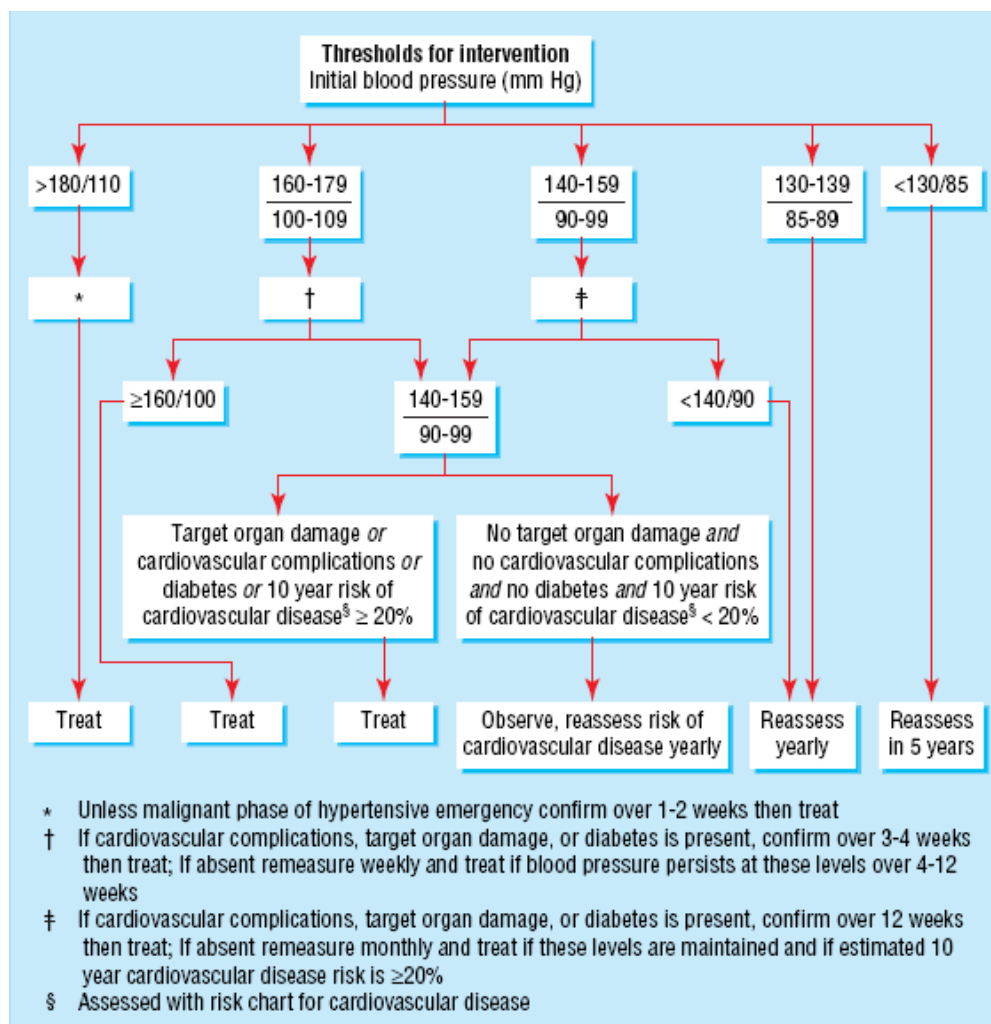 Thresholds for intervention
Initial blood pressure (mm Hg)
>180/110
160-179
100-109
140-159
90-99
130-139
85-89
<130/85
*
†
‡
≥160/100
140-159
90-99
<140/90
Target organ damage or
cardiovascular complications or
diabetes or 10 year risk of
cardiovascular disease§ ≥ 20%
No target organ damage and
no cardiovascular complications
and no diabetes and 10 year risk
of cardiovascular disease§ < 20%
Treat
Treat
Treat
Observe, reassess risk of
cardiovascular disease yearly
Reassess
yearly
Reassess
in 5 years
* Unless malignant phase of hypertensive emergency confirm over 1-2 weeks then treat
† If cardiovascular complications, target organ damage, or diabetes is present, confirm over 3-4 weeks
then treat; If absent remeasure weekly and treat if blood pressure persists at these levels over 4-12
weeks
‡ If cardiovascular complications, target organ damage, or diabetes is present, confirm over 12 weeks
then treat; If absent remeasure monthly and treat if these levels are maintained and if estimated 10
year cardiovascular disease risk is ≥20%
§ Assessed with risk chart for cardiovascular disease